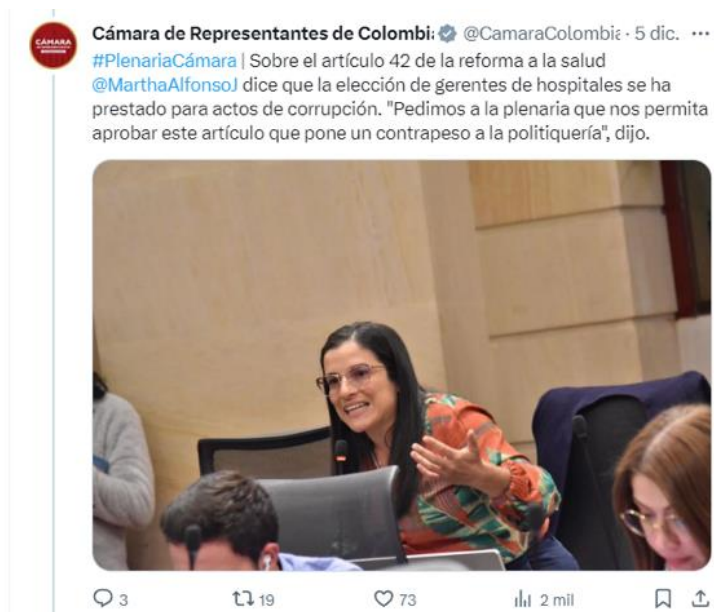 Cámara de Representantes de Colombi: @CamaraColombia · 5 dic. ···
#PlenariaCámara | Sobre el artículo 42 de la reforma a la salud
@MarthaAlfonsoJ dice que la elección de gerentes de hospitales se ha
prestado para actos de corrupción. "Pedimos a la plenaria que nos permita
aprobar este artículo que pone un contrapeso a la politiquería", dijo.
CÁMARA
3 19 73 2 mil